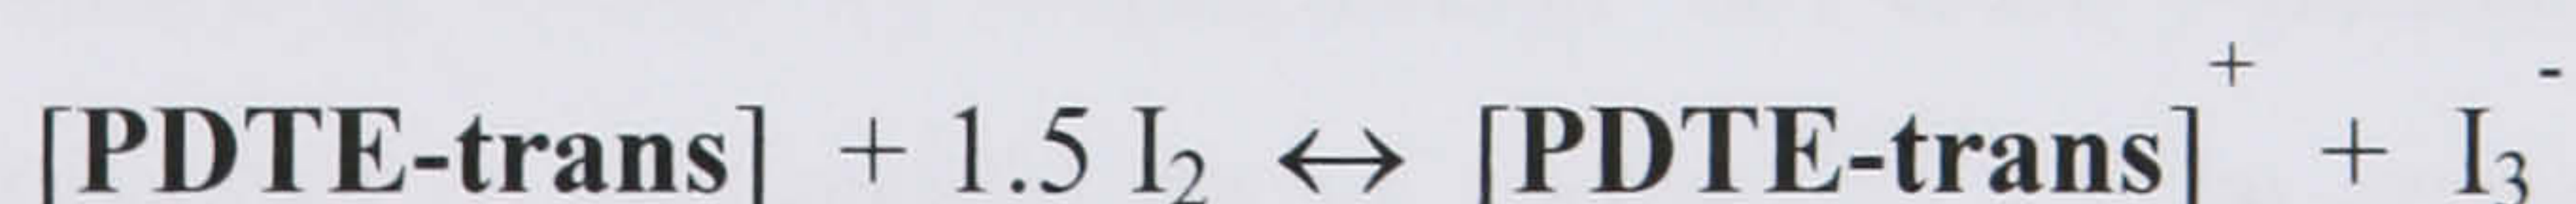 [PDTE-trans] + 1.5 I₂ ↔ [PDTE-trans]⁺ + I₃⁻